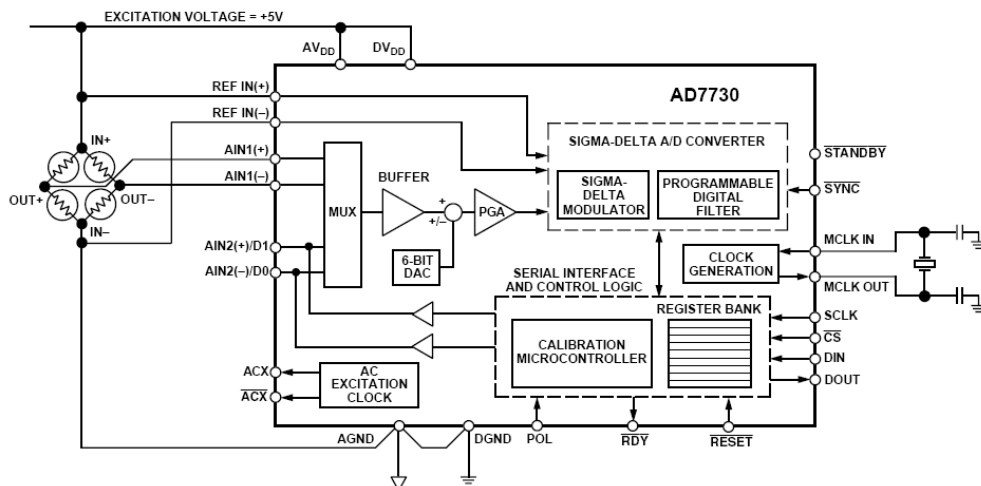 EXCITATION VOLTAGE = +5V
AVDD
DVDD
AD7730
REF IN(+)
REF IN(–)
AIN1(+)
AIN1(–)
IN+
OUT+
OUT–
IN–
AIN2(+)/D1
AIN2(–)/D0
MUX
BUFFER
+
+/–
6-BIT
DAC
PGA
SIGMA-DELTA A/D CONVERTER
SIGMA-
DELTA
MODULATOR
PROGRAMMABLE
DIGITAL
FILTER
STANDBY
SYNC
CLOCK
GENERATION
MCLK IN
MCLK OUT
SERIAL INTERFACE
AND CONTROL LOGIC
REGISTER BANK
CALIBRATION
MICROCONTROLLER
SCLK
CS
DIN
DOUT
ACX
ACX
AC
EXCITATION
CLOCK
AGND
DGND
POL
RDY
RESET